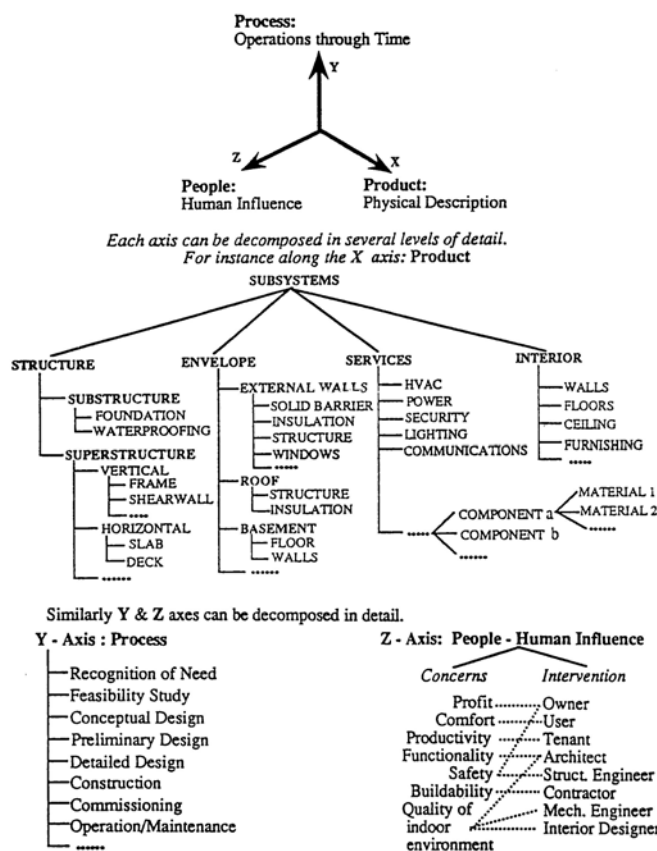 Process:
Operations through Time
Y
Z
X
People:
Human Influence
Product:
Physical Description
Each axis can be decomposed in several levels of detail.
For instance along the X axis: Product
SUBSYSTEMS
STRUCTURE
SUBSTRUCTURE
FOUNDATION
WATERPROOFING
SUPERSTRUCTURE
VERTICAL
FRAME
SHEARWALL
.....
HORIZONTAL
SLAB
DECK
......
ENVELOPE
EXTERNAL WALLS
SOLID BARRIER
INSULATION
STRUCTURE
WINDOWS
.....
ROOF
STRUCTURE
INSULATION
BASEMENT
FLOOR
WALLS
......
SERVICES
HVAC
POWER
SECURITY
LIGHTING
COMMUNICATIONS
.....
COMPONENT a
COMPONENT b
......
MATERIAL 1
MATERIAL 2
......
INTERIOR
WALLS
FLOORS
CEILING
FURNISHING
.....
Similarly Y & Z axes can be decomposed in detail.
Y - Axis : Process
Recognition of Need
Feasibility Study
Conceptual Design
Preliminary Design
Detailed Design
Construction
Commissioning
Operation/Maintenance
......
Z - Axis: People - Human Influence
Concerns
Profit
Comfort
Productivity
Functionality
Safety
Buildability
Quality of
indoor
environment
Intervention
Owner
User
Tenant
Architect
Struct. Engineer
Contractor
Mech. Engineer
Interior Designer